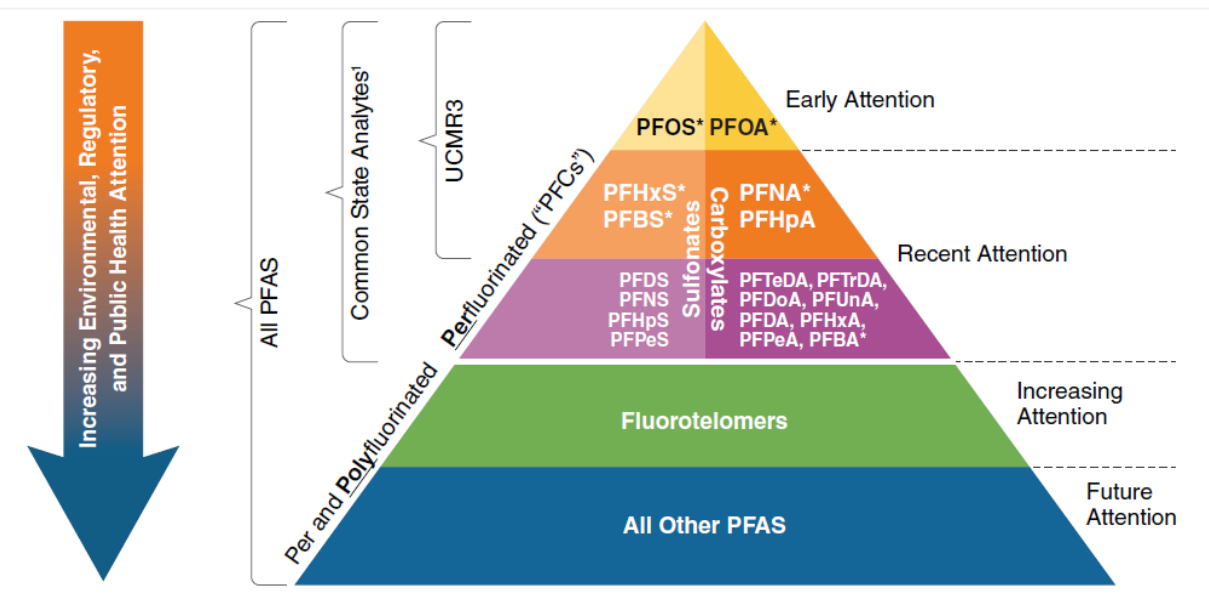 Increasing Environmental, Regulatory,
and Public Health Attention
All PFAS
Common State Analytes¹
UCMR3
Perfluorinated (“PFCs”)
Per and Polyfluorinated
PFOS* PFOA*
Early Attention
PFHxS*
PFBS*
Sulfonates
Carboxylates
PFNA*
PFHpA
Recent Attention
PFDS
PFNS
PFHpS
PFPeS
PFTeDA, PFTrDA,
PFDoA, PFUnA,
PFDA, PFHxA,
PFPeA, PFBA*
Fluorotelomers
Increasing
Attention
All Other PFAS
Future
Attention